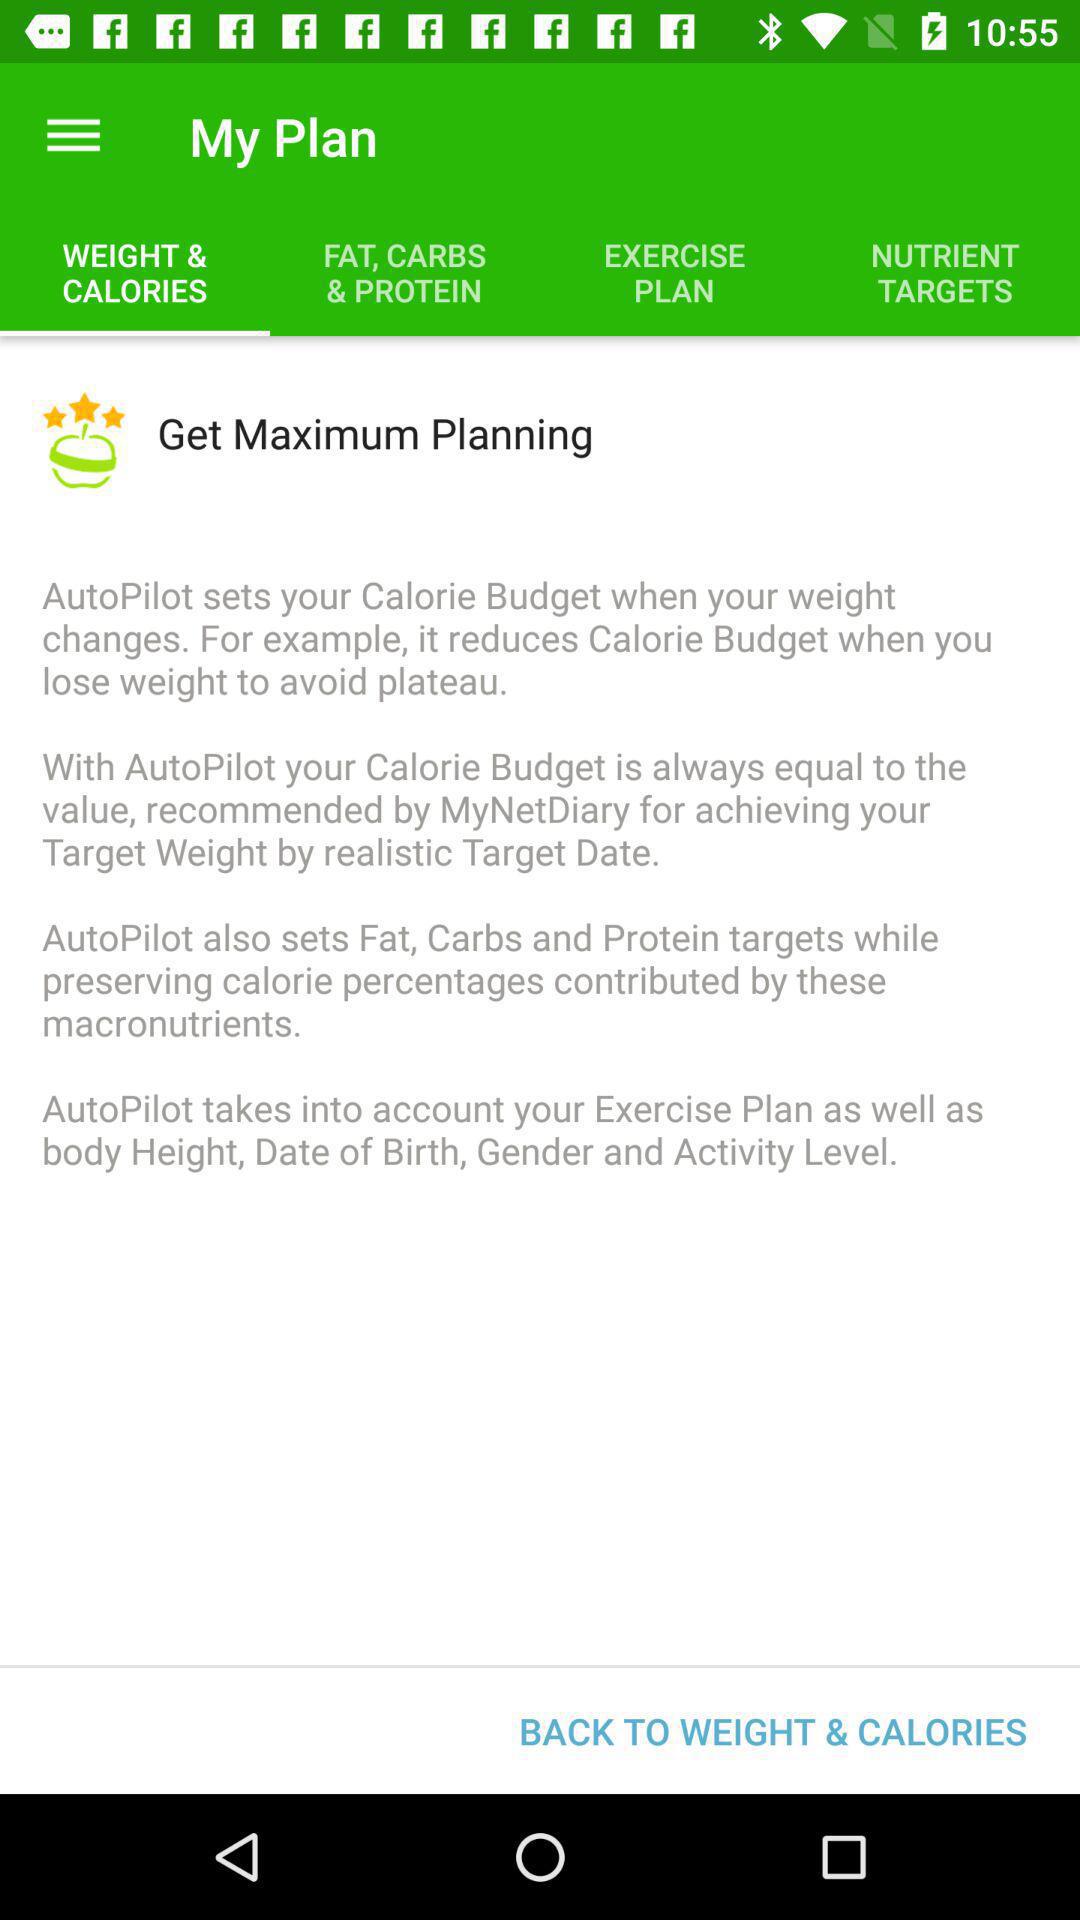 10:55
My Plan
WEIGHT &
CALORIES
FAT, CARBS
& PROTEIN
EXERCISE
PLAN
NUTRIENT
TARGETS
Get Maximum Planning
AutoPilot sets your Calorie Budget when your weight
changes. For example, it reduces Calorie Budget when you
lose weight to avoid plateau.
With AutoPilot your Calorie Budget is always equal to the
value, recommended by MyNetDiary for achieving your
Target Weight by realistic Target Date.
AutoPilot also sets Fat, Carbs and Protein targets while
preserving calorie percentages contributed by these
macronutrients.
AutoPilot takes into account your Exercise Plan as well as
body Height, Date of Birth, Gender and Activity Level.
BACK TO WEIGHT & CALORIES